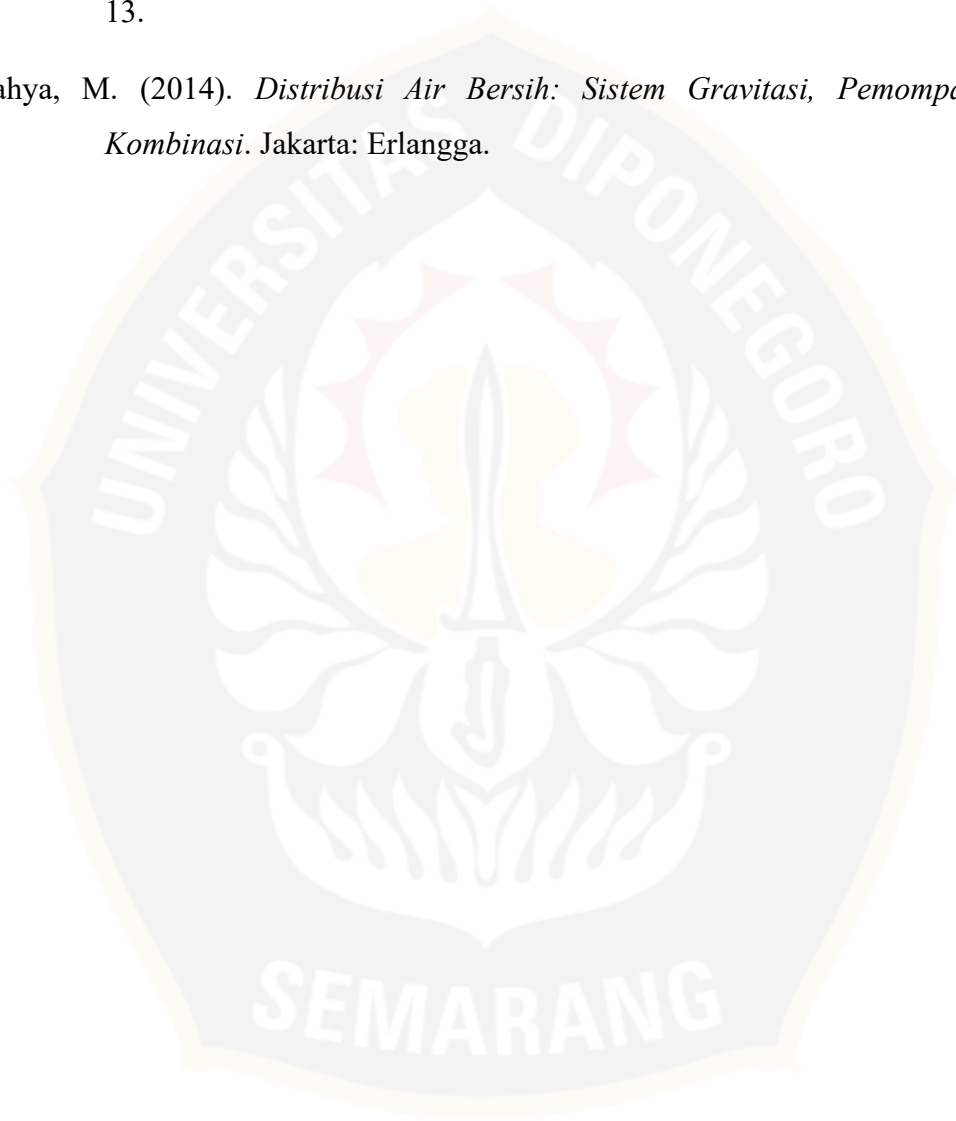 13.
ahya, M. (2014). Distribusi Air Bersih: Sistem Gravitasi, Pemompa
Kombinasi. Jakarta: Erlangga.
UNIVERSITAS DIPONEGORO
SEMARANG